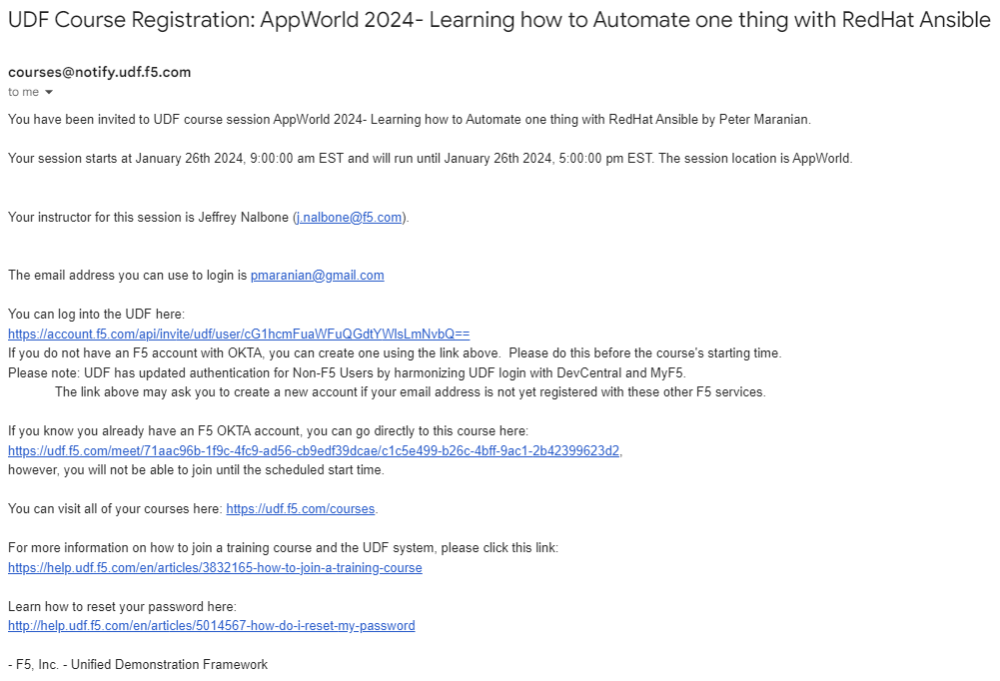 UDF Course Registration: AppWorld 2024- Learning how to Automate one thing with RedHat Ansible
courses@notify.udf.f5.com
to me
You have been invited to UDF course session AppWorld 2024- Learning how to Automate one thing with RedHat Ansible by Peter Maranian.
Your session starts at January 26th 2024, 9:00:00 am EST and will run until January 26th 2024, 5:00:00 pm EST. The session location is AppWorld.
Your instructor for this session is Jeffrey Nalbone (j.nalbone@f5.com).
The email address you can use to login is pmaranian@gmail.com
You can log into the UDF here:
https://account.f5.com/api/invite/udf/user/cG1hcmFuaWFuQGdtYWlsLmNvbQ==
If you do not have an F5 account with OKTA, you can create one using the link above.  Please do this before the course's starting time.
Please note: UDF has updated authentication for Non-F5 Users by harmonizing UDF login with DevCentral and MyF5.
The link above may ask you to create a new account if your email address is not yet registered with these other F5 services.
If you know you already have an F5 OKTA account, you can go directly to this course here:
https://udf.f5.com/meet/71aac96b-1f9c-4fc9-ad56-cb9edf39dcae/c1c5e499-b26c-4bff-9ac1-2b42399623d2,
however, you will not be able to join until the scheduled start time.
You can visit all of your courses here: https://udf.f5.com/courses.
For more information on how to join a training course and the UDF system, please click this link:
https://help.udf.f5.com/en/articles/3832165-how-to-join-a-training-course
Learn how to reset your password here:
http://help.udf.f5.com/en/articles/5014567-how-do-i-reset-my-password
- F5, Inc. - Unified Demonstration Framework